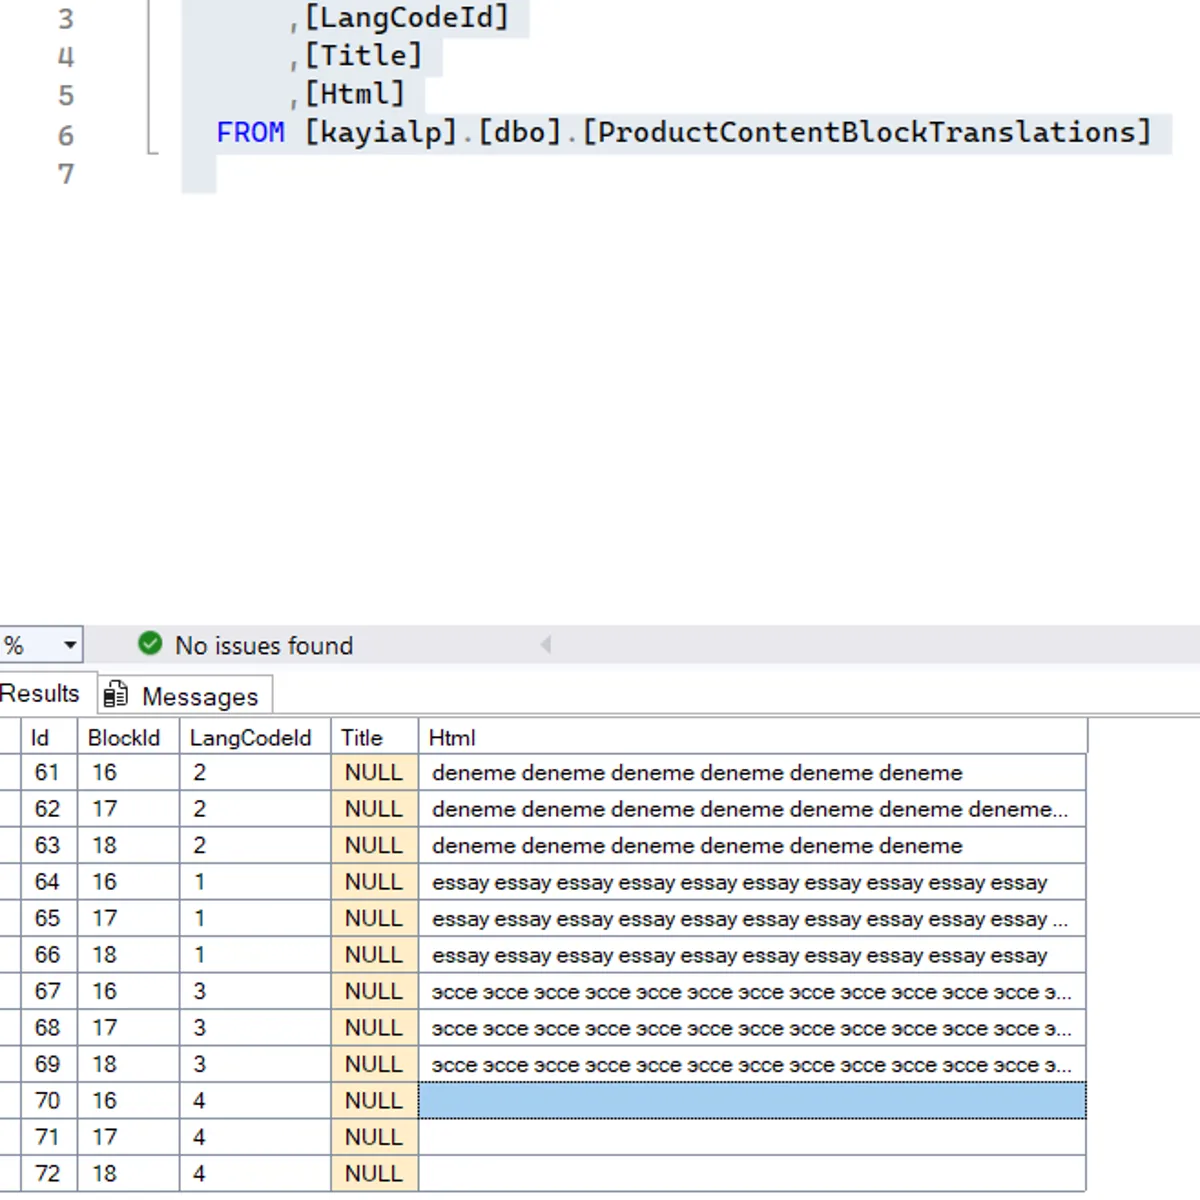 3 ,[LangCodeId]
4 ,[Title]
5 ,[Html]
6 FROM [kayialp].[dbo].[ProductContentBlockTranslations]
7
% No issues found
Results Messages
Id BlockId LangCodeId Title Html
61 16 2 NULL deneme deneme deneme deneme deneme deneme
62 17 2 NULL deneme deneme deneme deneme deneme deneme deneme...
63 18 2 NULL deneme deneme deneme deneme deneme deneme
64 16 1 NULL essay essay essay essay essay essay essay essay essay essay
65 17 1 NULL essay essay essay essay essay essay essay essay essay essay ...
66 18 1 NULL essay essay essay essay essay essay essay essay essay essay
67 16 3 NULL эссе эссе эссе эссе эссе эссе эссе эссе эссе эссе эссе эссе э...
68 17 3 NULL эссе эссе эссе эссе эссе эссе эссе эссе эссе эссе эссе эссе э...
69 18 3 NULL эссе эссе эссе эссе эссе эссе эссе эссе эссе эссе эссе эссе э...
70 16 4 NULL
71 17 4 NULL
72 18 4 NULL